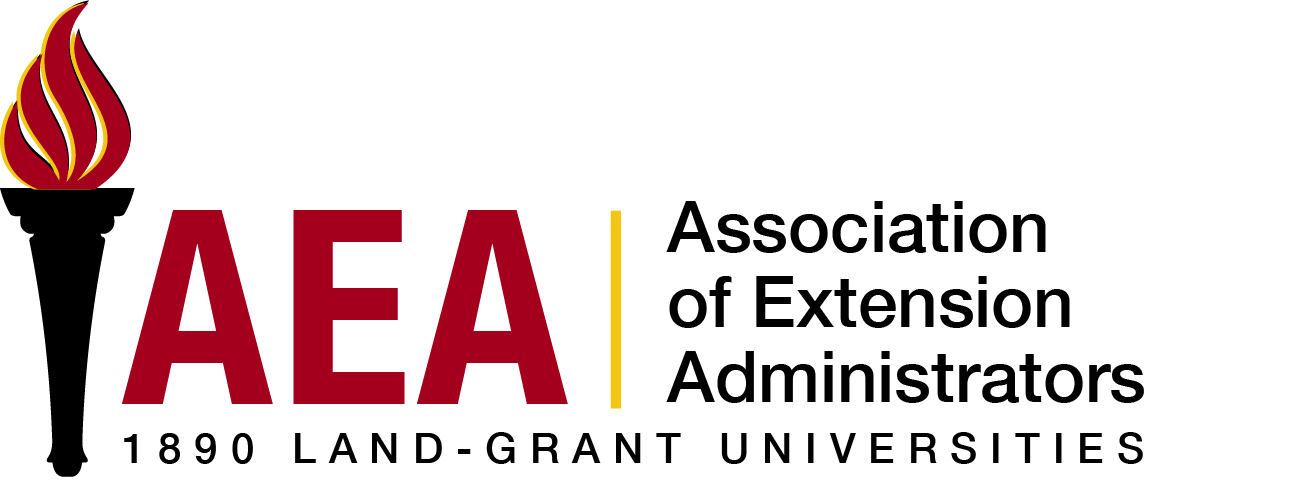 AEA
Association
of Extension
Administrators
1890 LAND-GRANT UNIVERSITIES